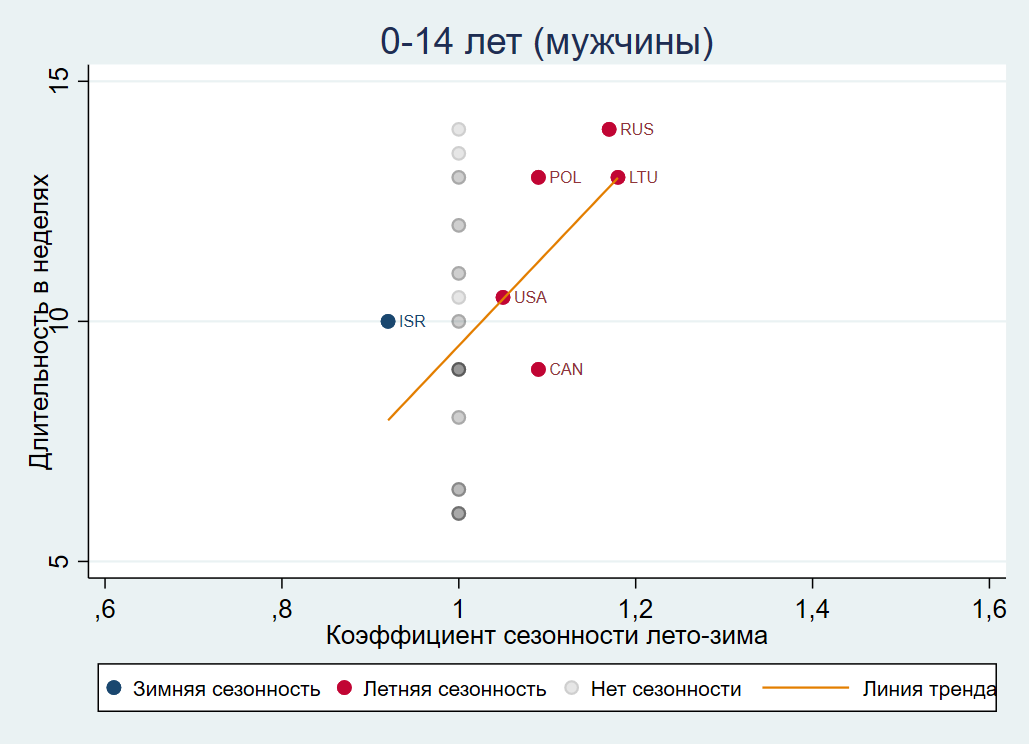 0-14 лет (мужчины)
15
10
5
Длительность в неделях
RUS
POL
LTU
USA
ISR
CAN
,6 ,8 1 1,2 1,4 1,6
Коэффициент сезонности лето-зима
Зимняя сезонность Летняя сезонность Нет сезонности Линия тренда